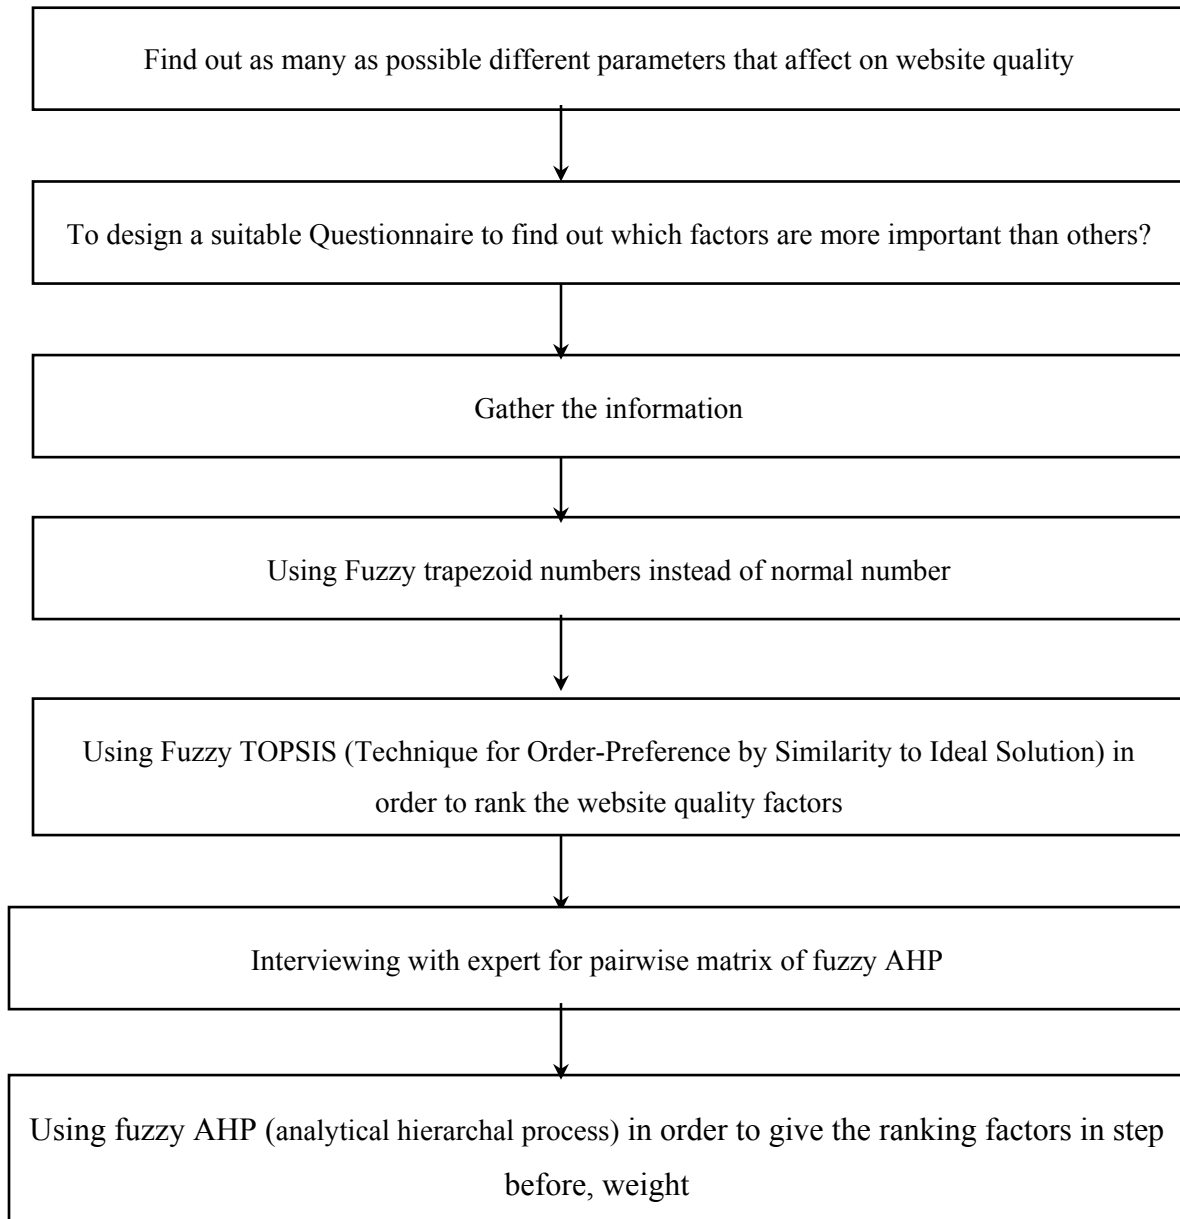 Find out as many as possible different parameters that affect on website quality
To design a suitable Questionnaire to find out which factors are more important than others?
Gather the information
Using Fuzzy trapezoid numbers instead of normal number
Using Fuzzy TOPSIS (Technique for Order-Preference by Similarity to Ideal Solution) in
order to rank the website quality factors
Interviewing with expert for pairwise matrix of fuzzy AHP
Using fuzzy AHP (analytical hierarchal process) in order to give the ranking factors in step
before, weight